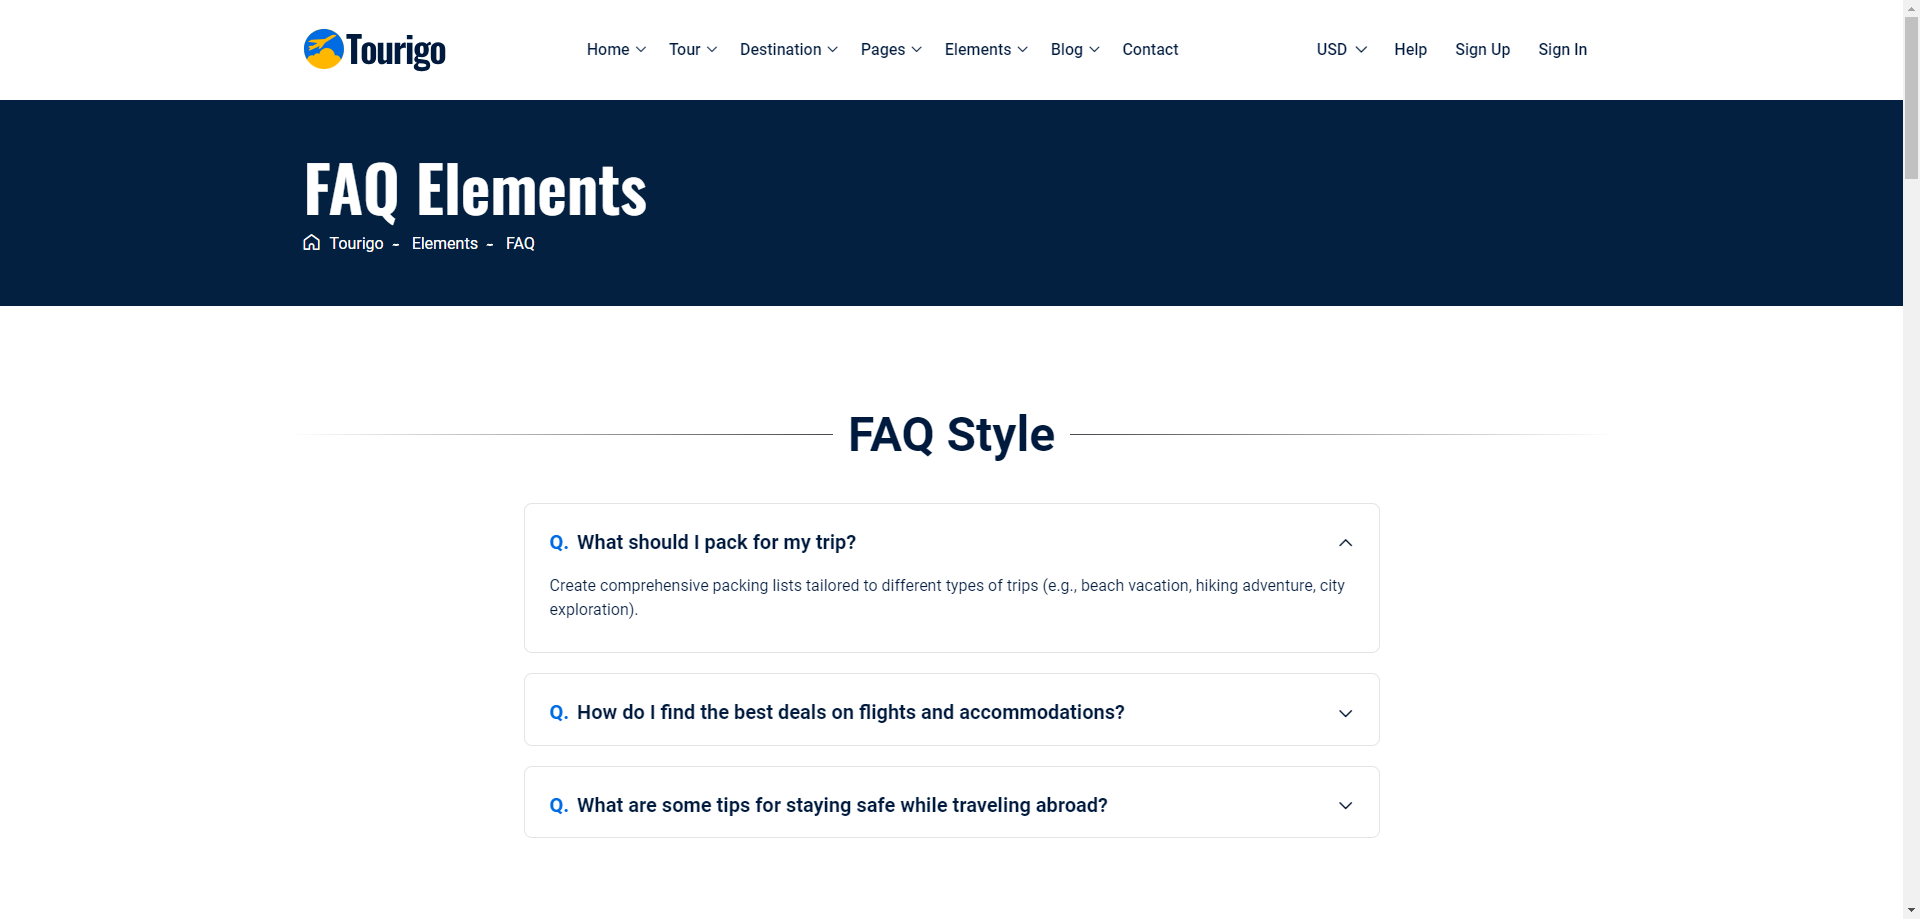 Tourigo
Home Tour Destination Pages Elements Blog Contact
USD Help Sign Up Sign In
FAQ Elements
Tourigo - Elements - FAQ
FAQ Style
Q. What should I pack for my trip?
Create comprehensive packing lists tailored to different types of trips (e.g., beach vacation, hiking adventure, city
exploration).
Q. How do I find the best deals on flights and accommodations?
Q. What are some tips for staying safe while traveling abroad?